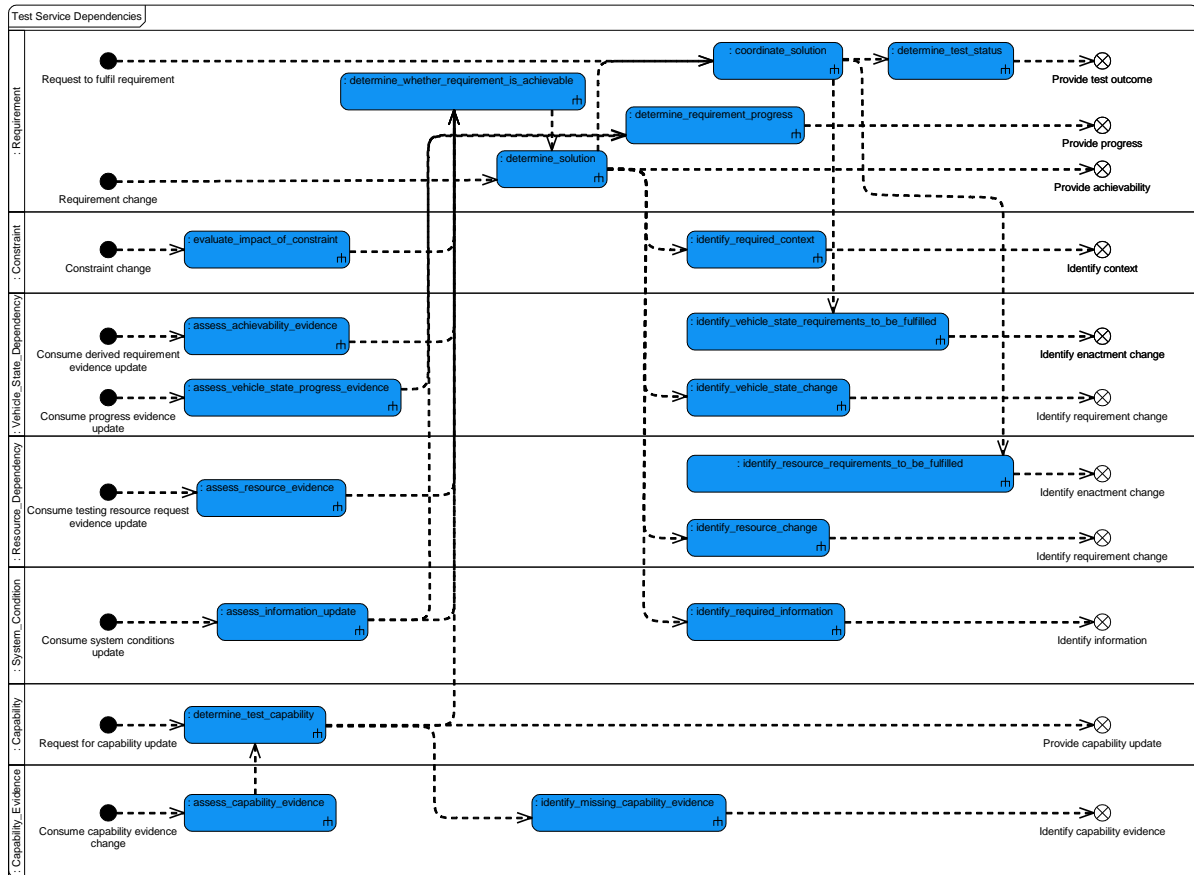 Test Service Dependencies
: Requirement
Request to fulfil requirement
: coordinate_solution
: determine_test_status
Provide test outcome
: determine_whether_requirement_is_achievable
: determine_requirement_progress
Provide progress
: determine_solution
Provide achievability
Requirement change
: Constraint
: evaluate_impact_of_constraint
Constraint change
: identify_required_context
Identify context
: Vehicle_State_Dependency
: assess_achievability_evidence
Consume derived requirement
evidence update
: identify_vehicle_state_requirements_to_be_fulfilled
Identify enactment change
: assess_vehicle_state_progress_evidence
Consume progress evidence
update
: identify_vehicle_state_change
Identify requirement change
: Resource_Dependency
: assess_resource_evidence
Consume testing resource request
evidence update
: identify_resource_requirements_to_be_fulfilled
Identify enactment change
: identify_resource_change
Identify requirement change
: System_Condition
: assess_information_update
Consume system conditions
update
: identify_required_information
Identify information
: Capability
: determine_test_capability
Request for capability update
Provide capability update
: Capability_Evidence
: assess_capability_evidence
Consume capability evidence
change
: identify_missing_capability_evidence
Identify capability evidence